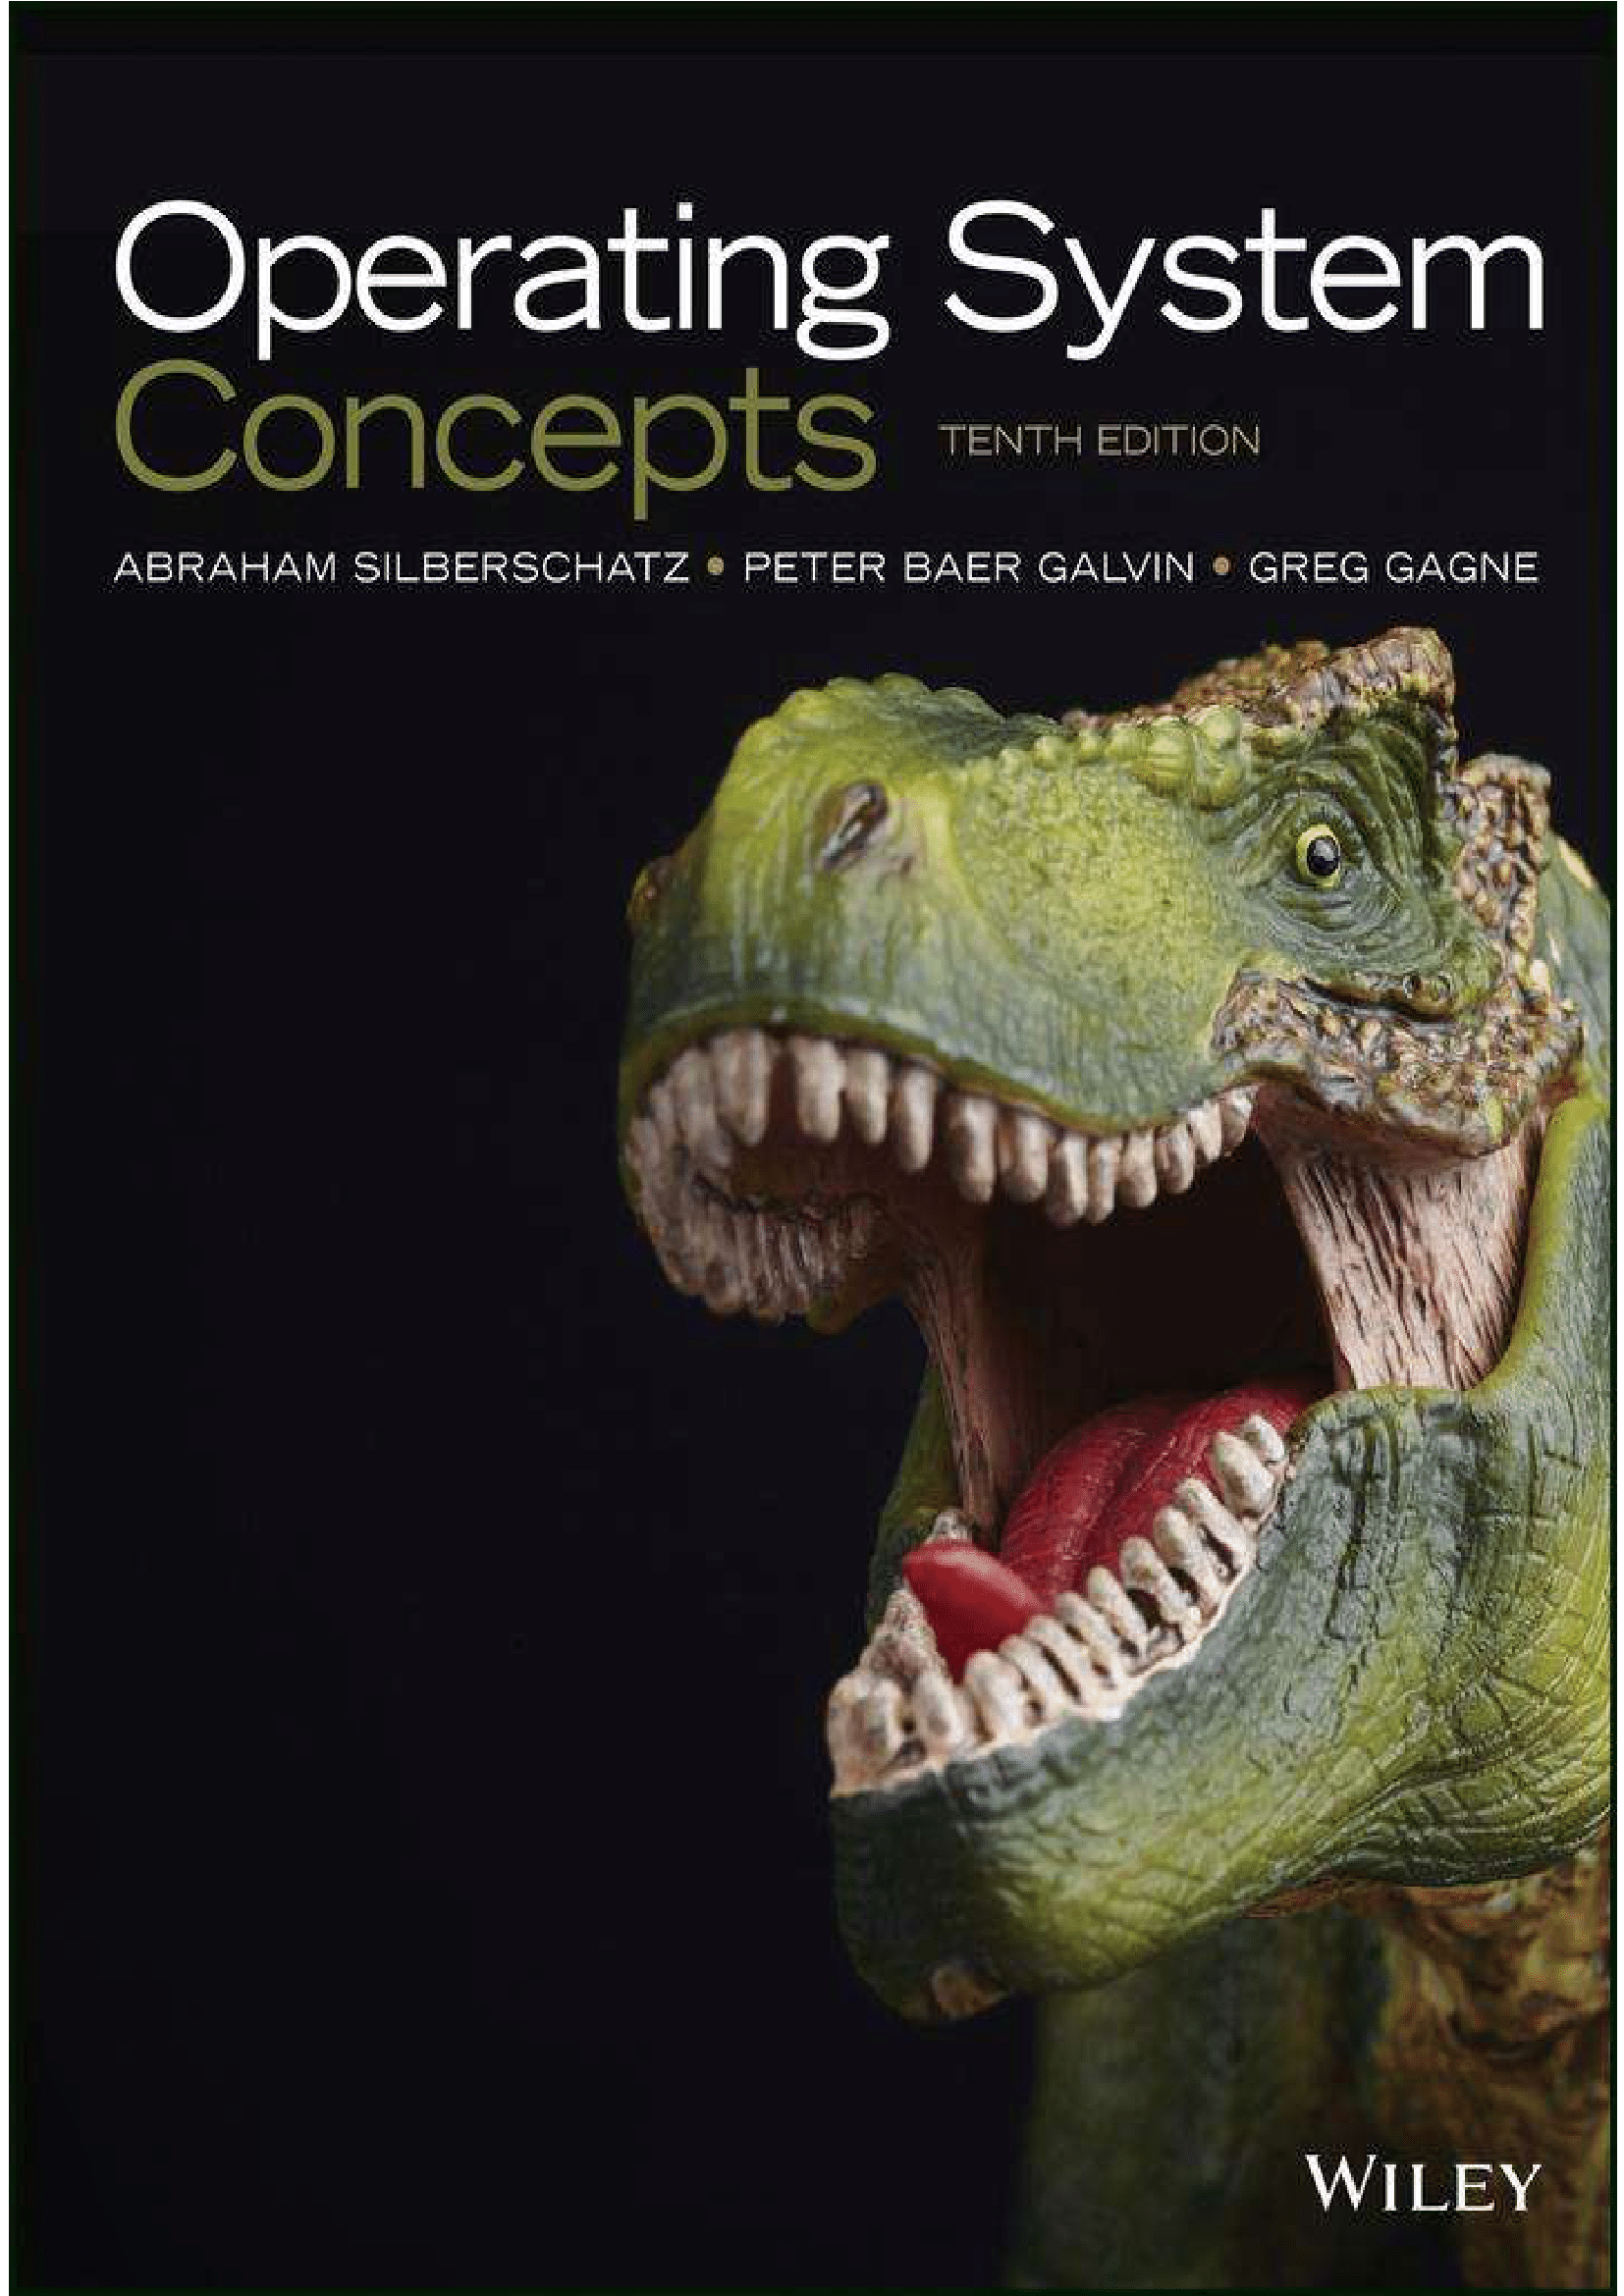 Operating System
Concepts TENTH EDITION
ABRAHAM SILBERSCHATZ • PETER BAER GALVIN • GREG GAGNE
WILEY